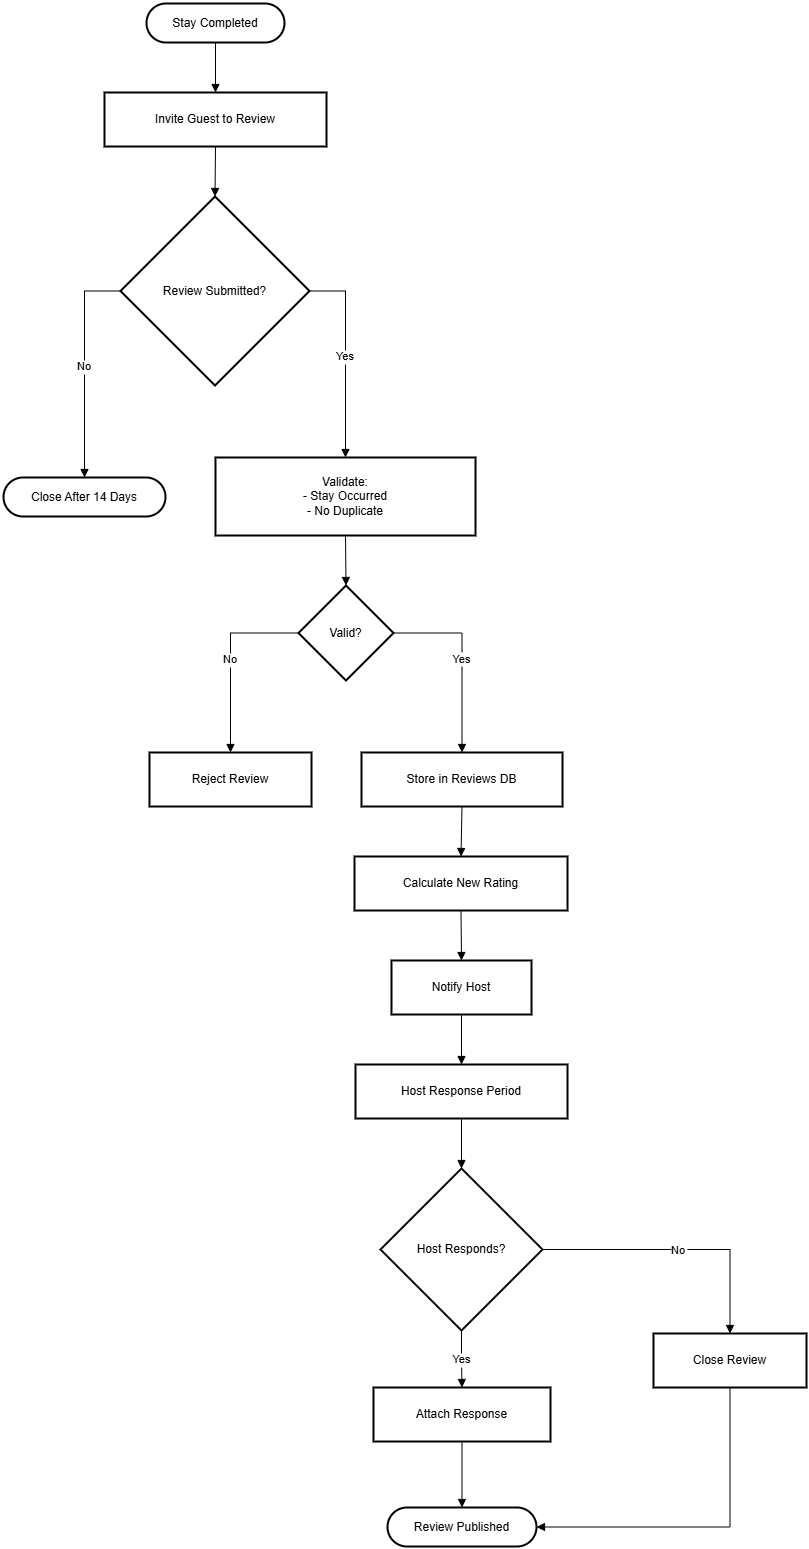 Stay Completed
Invite Guest to Review
Review Submitted?
No
Yes
Close After 14 Days
Validate:
- Stay Occurred
- No Duplicate
Valid?
No
Yes
Reject Review
Store in Reviews DB
Calculate New Rating
Notify Host
Host Response Period
Host Responds?
No
Yes
Close Review
Attach Response
Review Published